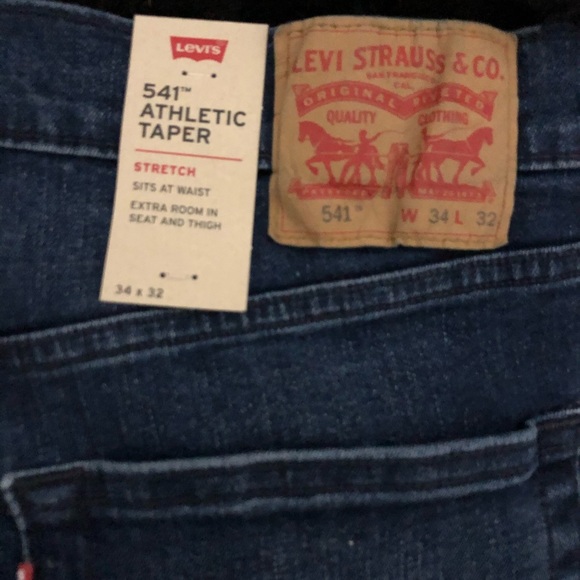 LEVI'S
541™
ATHLETIC
TAPER
STRETCH
SITS AT WAIST
EXTRA ROOM IN
SEAT AND THIGH
34 x 32
LEVI STRAUSS & CO.
SAN FRANCISCO
CAL.
ORIGINAL RIVETED
QUALITY CLOTHING
541™ W 34 L 32